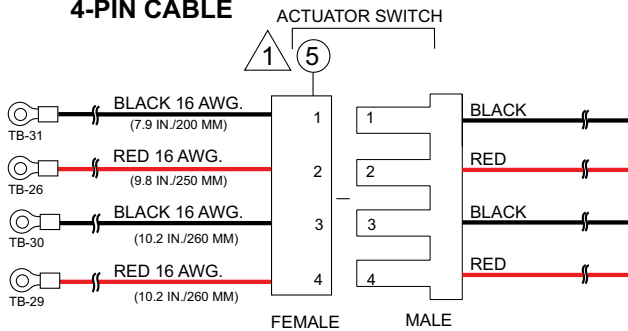 4-PIN CABLE
ACTUATOR SWITCH
1
5
BLACK 16 AWG.
(7.9 IN./200 MM)
TB-31
1
1
BLACK
RED 16 AWG.
(9.8 IN./250 MM)
TB-26
2
2
RED
BLACK 16 AWG.
(10.2 IN./260 MM)
TB-30
3
3
BLACK
RED 16 AWG.
(10.2 IN./260 MM)
TB-29
4
4
RED
FEMALE
MALE